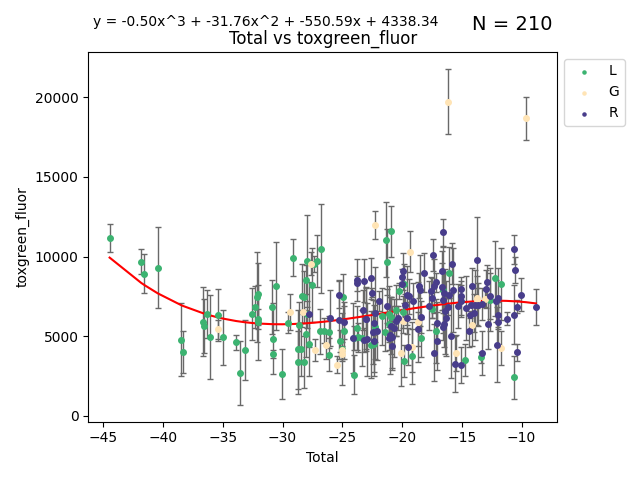 y = -0.50x^3 + -31.76x^2 + -550.59x + 4338.34
N = 210
Total vs toxgreen_fluor
20000
15000
10000
5000
0
toxgreen_fluor
−45 −40 −35 −30 −25 −20 −15 −10
Total
L
G
R